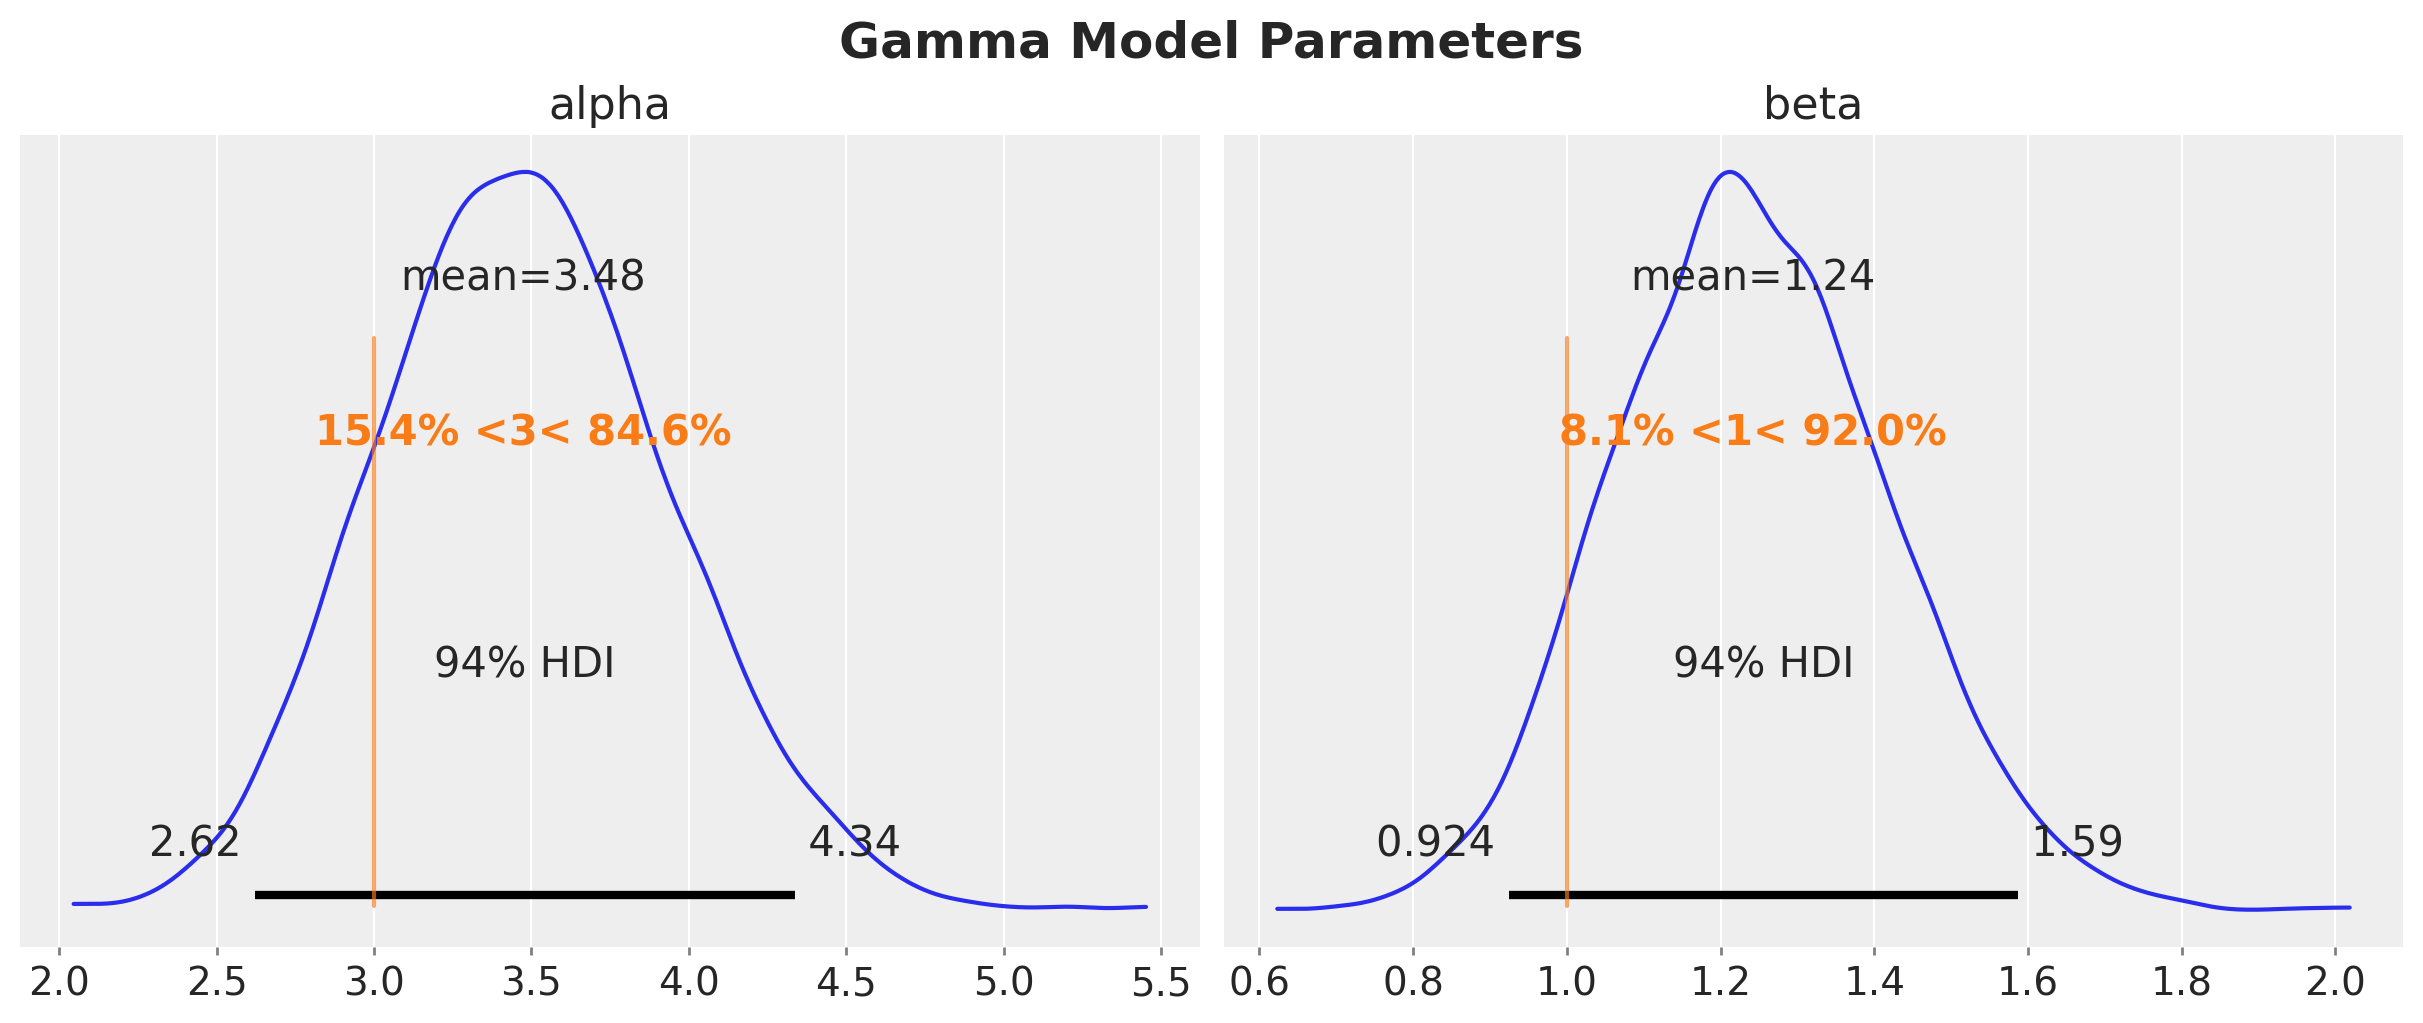 Gamma Model Parameters
alpha
mean=3.48
15.4% <3< 84.6%
94% HDI
2.62
4.34
2.0 2.5 3.0 3.5 4.0 4.5 5.0 5.5
beta
mean=1.24
8.1% <1< 92.0%
94% HDI
0.924
1.59
0.6 0.8 1.0 1.2 1.4 1.6 1.8 2.0